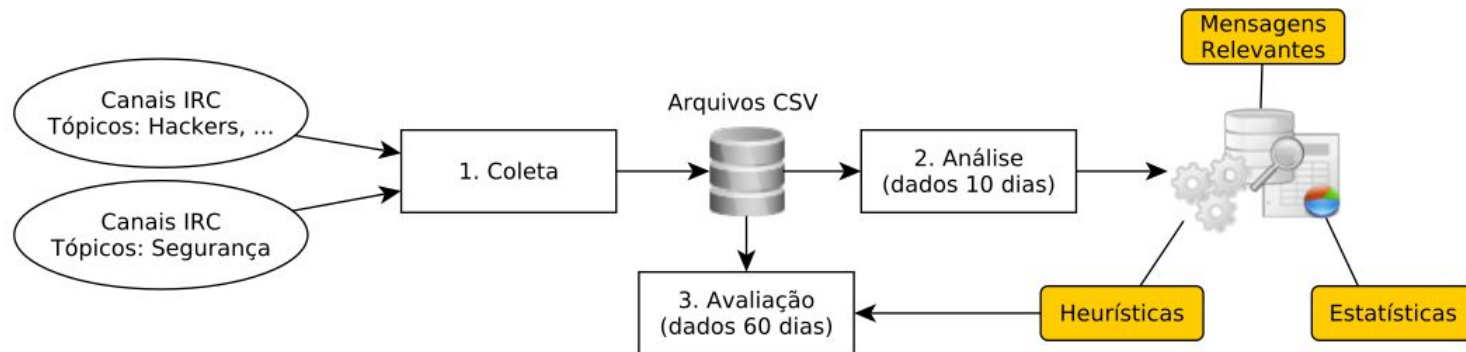 Canais IRC
Tópicos: Hackers, ...
Canais IRC
Tópicos: Segurança
1. Coleta
Arquivos CSV
2. Análise
(dados 10 dias)
3. Avaliação
(dados 60 dias)
Mensagens
Relevantes
Heurísticas
Estatísticas